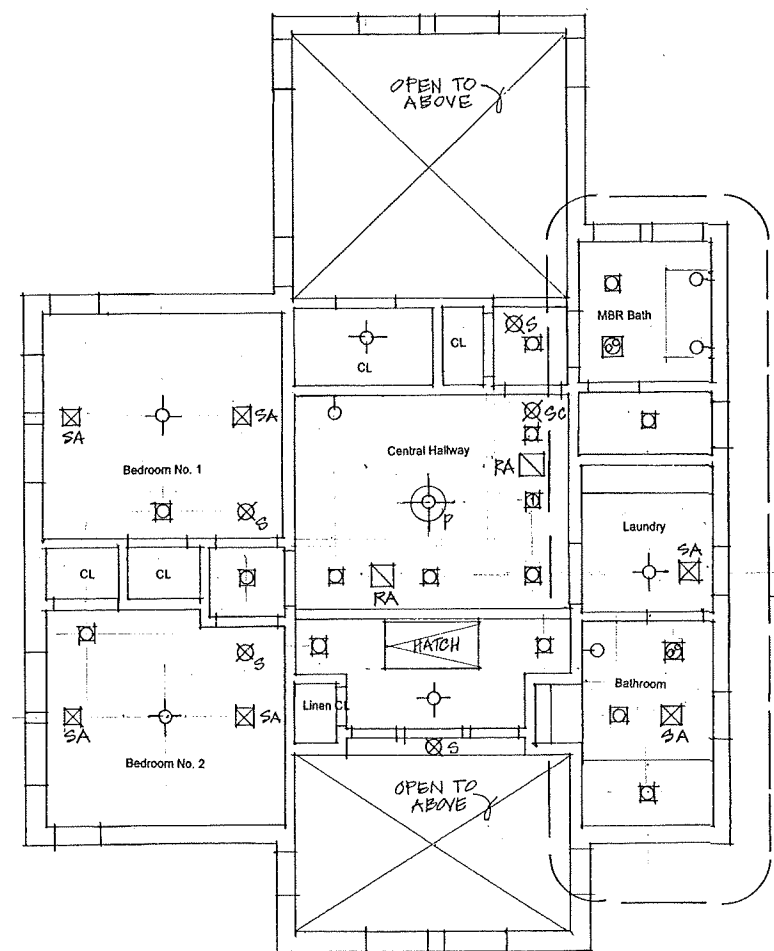 OPEN TO
ABOVE
MBR Bath
S
CL
CL
SC
SA
SA
Central Hallway
RA
Bedroom No. 1
P
S
Laundry
SA
CL
CL
RA
HATCH
S
Bathroom
Linen CL
SA
SA
SA
S
Bedroom No. 2
OPEN TO
ABOVE